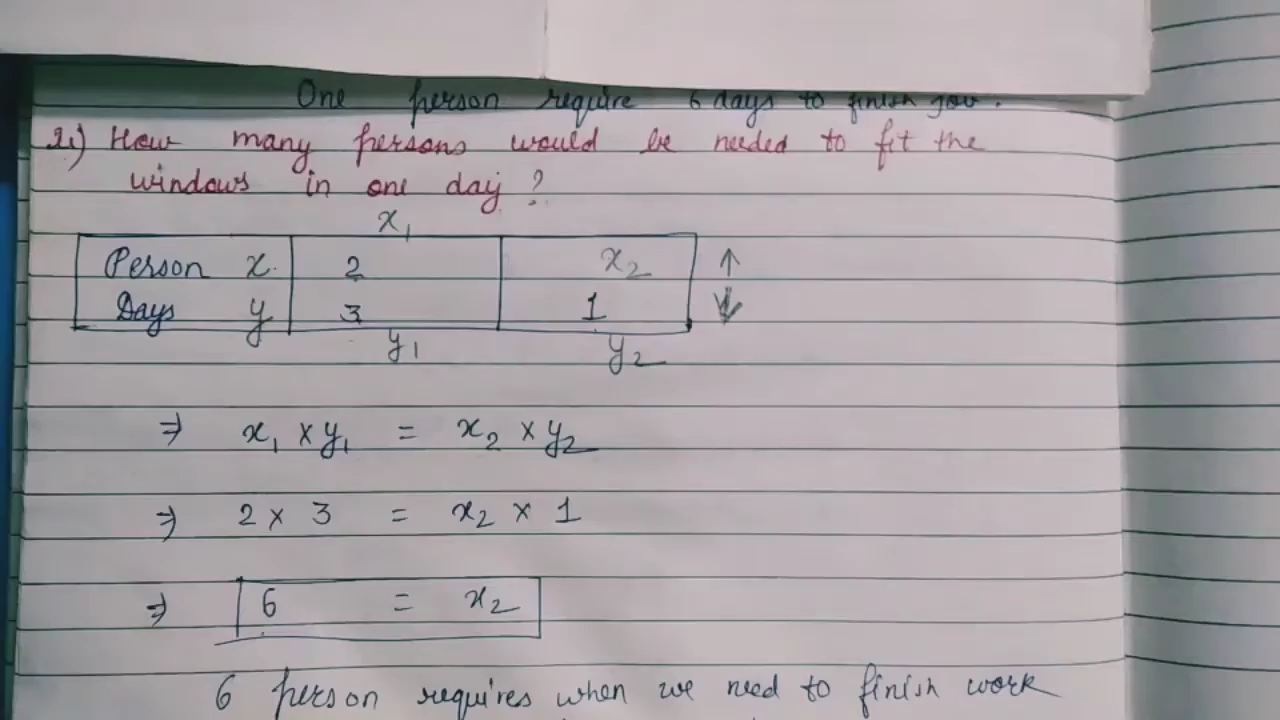 One person require 6 days to finish
2i) How many persons would be needed to fit the
windows in one day ?
x₁
Person x 2 x₂ ↑
Days y 3 1 ↓
y₁ y₂
⇒ x₁ × y₁ = x₂ × y₂
⇒ 2 × 3 = x₂ × 1
⇒ 6 = x₂
6 person requires when we need to finish work